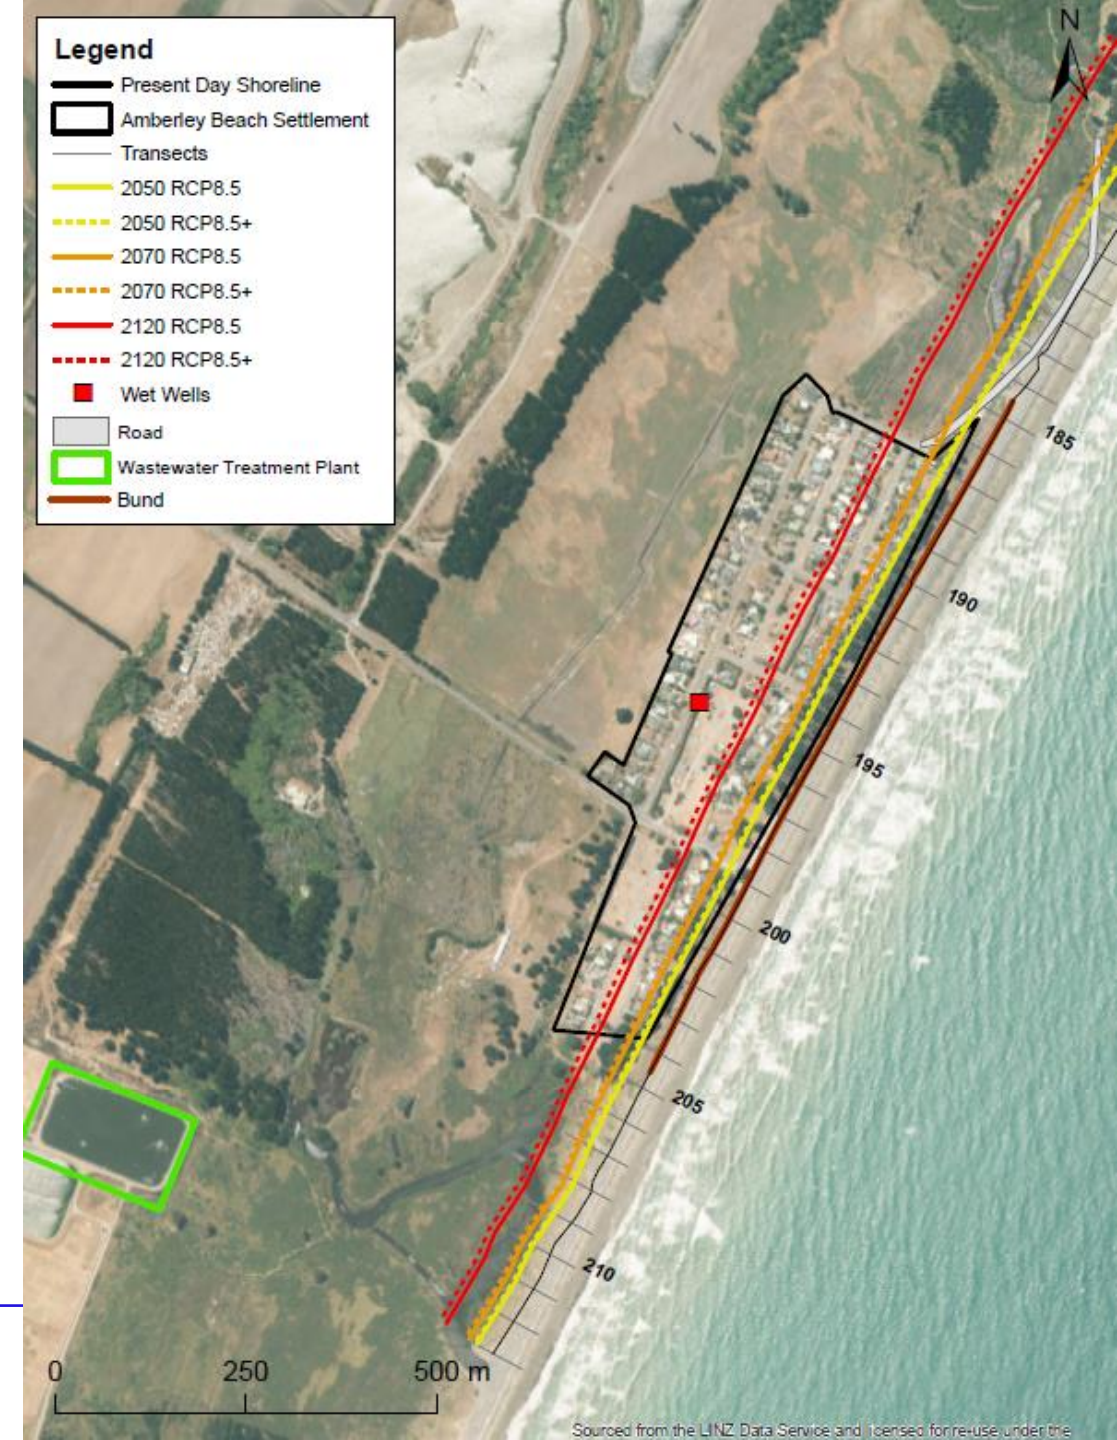 Legend
Present Day Shoreline
Amberley Beach Settlement
Transects
2050 RCP8.5
2050 RCP8.5+
2070 RCP8.5
2070 RCP8.5+
2120 RCP8.5
2120 RCP8.5+
Wet Wells
Road
Wastewater Treatment Plant
Bund
N
185
190
195
200
205
210
0 250 500 m
Sourced from the LINZ Data Service and licensed for re-use under the